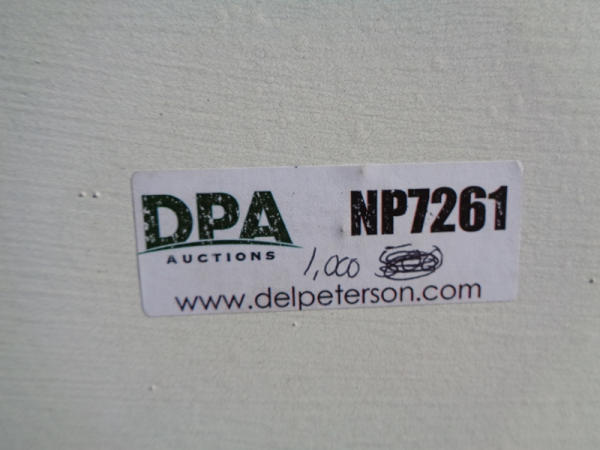 DPA NP7261
AUCTIONS 1,000
www.delpeterson.com